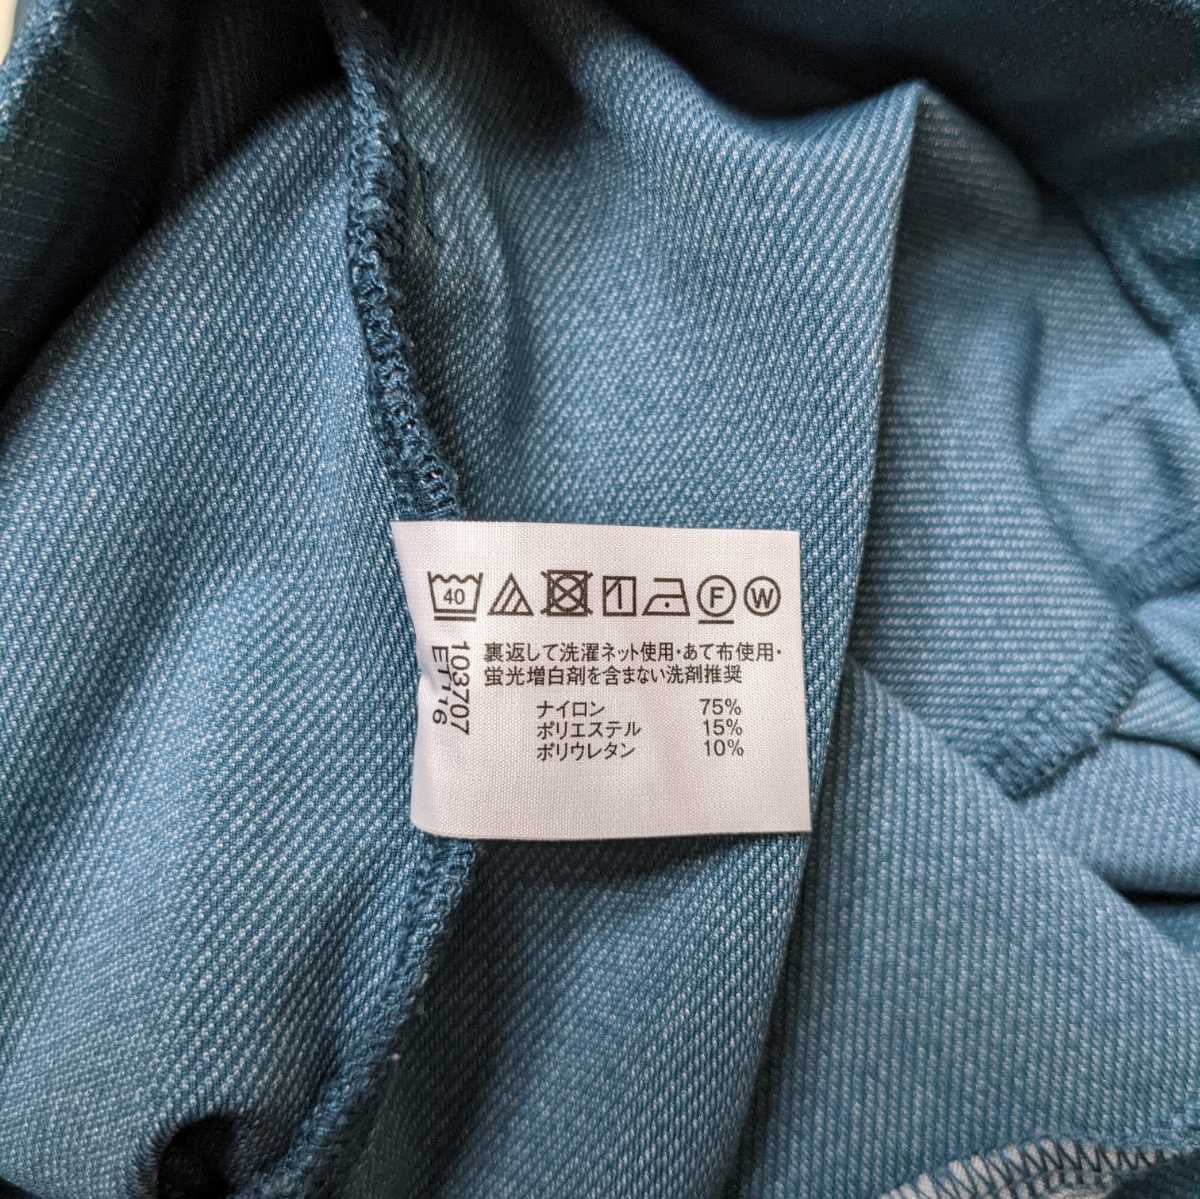 40
F W
裏返して洗濯ネット使用・あて布使用・
蛍光増白剤を含まない洗剤推奨
ナイロン 75%
ポリエステル 15%
ポリウレタン 10%
103707